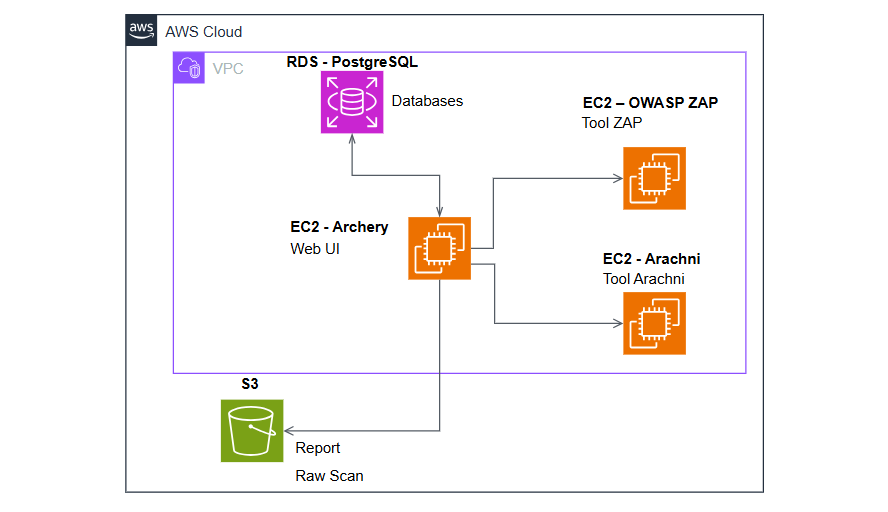 aws
AWS Cloud
VPC
RDS - PostgreSQL
Databases
EC2 – OWASP ZAP
Tool ZAP
EC2 - Archery
Web UI
EC2 - Arachni
Tool Arachni
S3
Report
Raw Scan